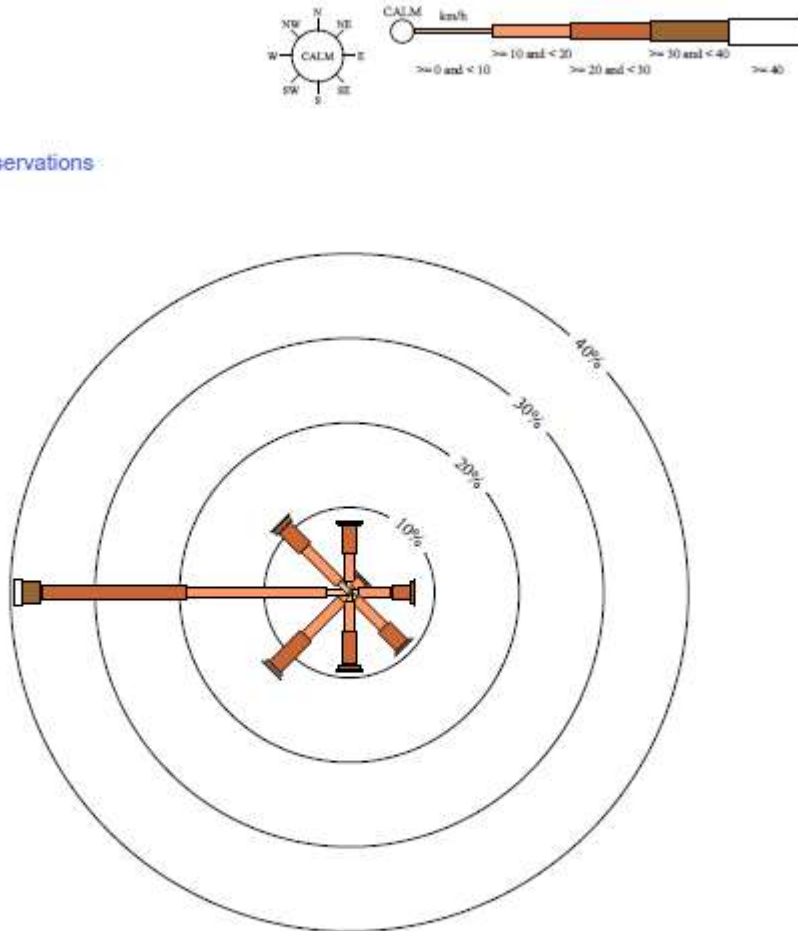 N
NW NE
W CALM E
SW SE
S
CALM km/h
>= 10 and < 20 >= 30 and < 40
>= 0 and < 10 >= 20 and < 30 >= 40
servations
40%
30%
20%
10%